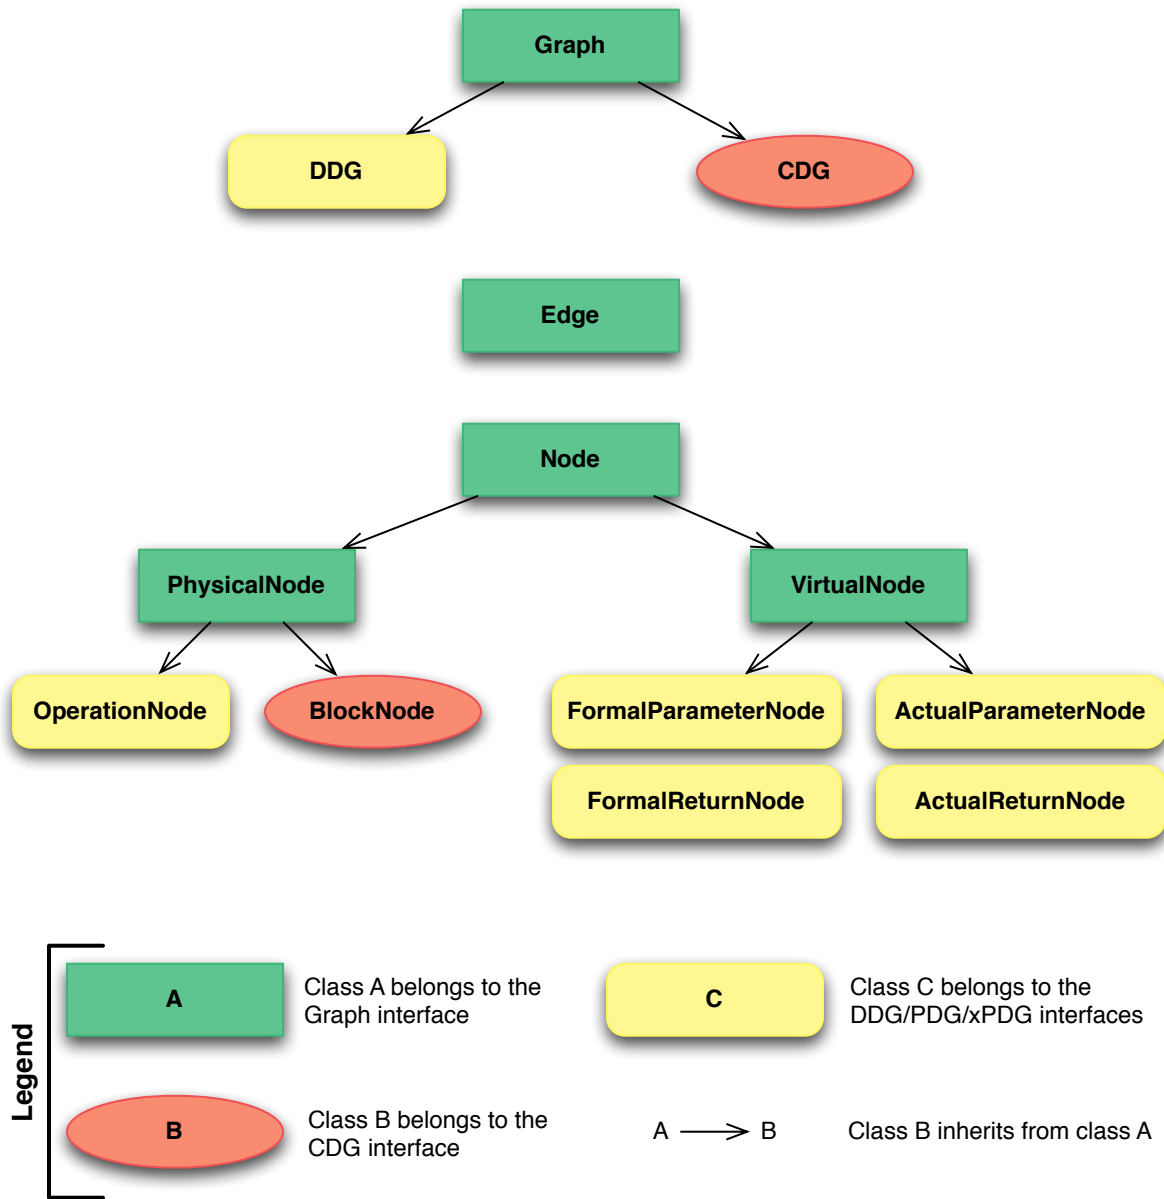 Graph
DDG
CDG
Edge
Node
PhysicalNode
VirtualNode
OperationNode
BlockNode
FormalParameterNode
ActualParameterNode
FormalReturnNode
ActualReturnNode
Legend
A
Class A belongs to the
Graph interface
C
Class C belongs to the
DDG/PDG/xPDG interfaces
B
Class B belongs to the
CDG interface
A B
Class B inherits from class A